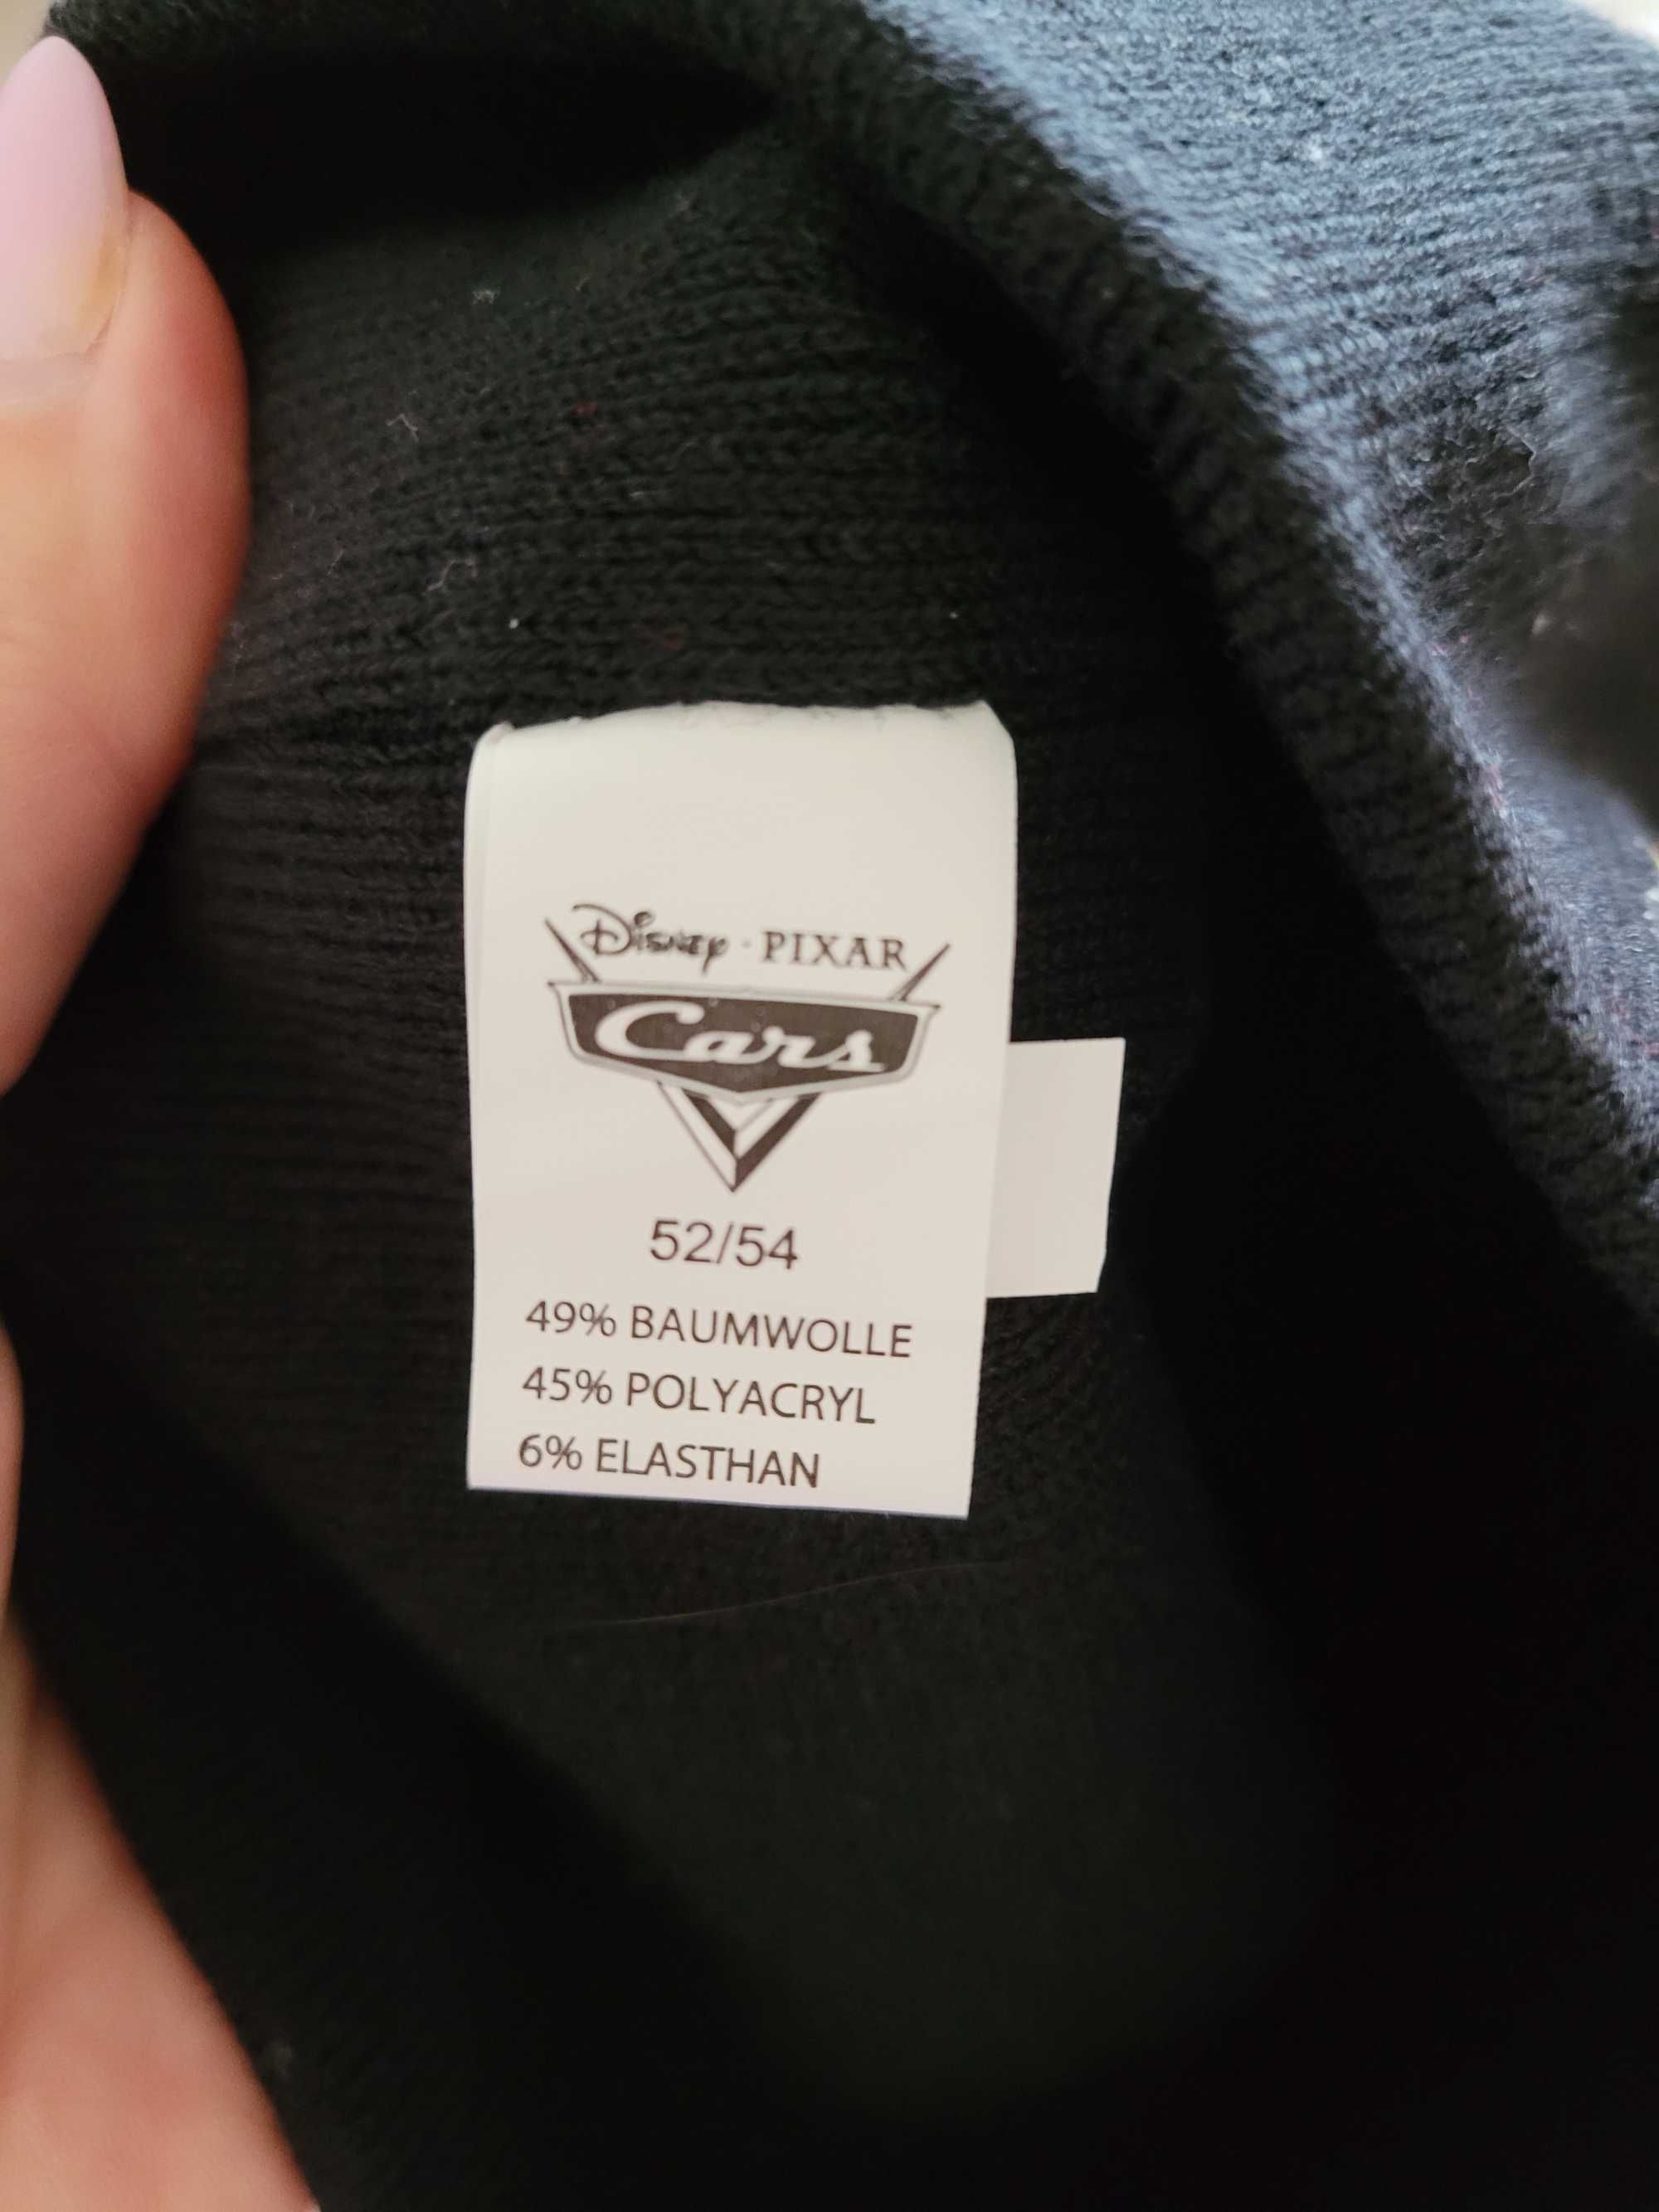 Disney · PIXAR
Cars
52/54
49% BAUMWOLLE
45% POLYACRYL
6% ELASTHAN